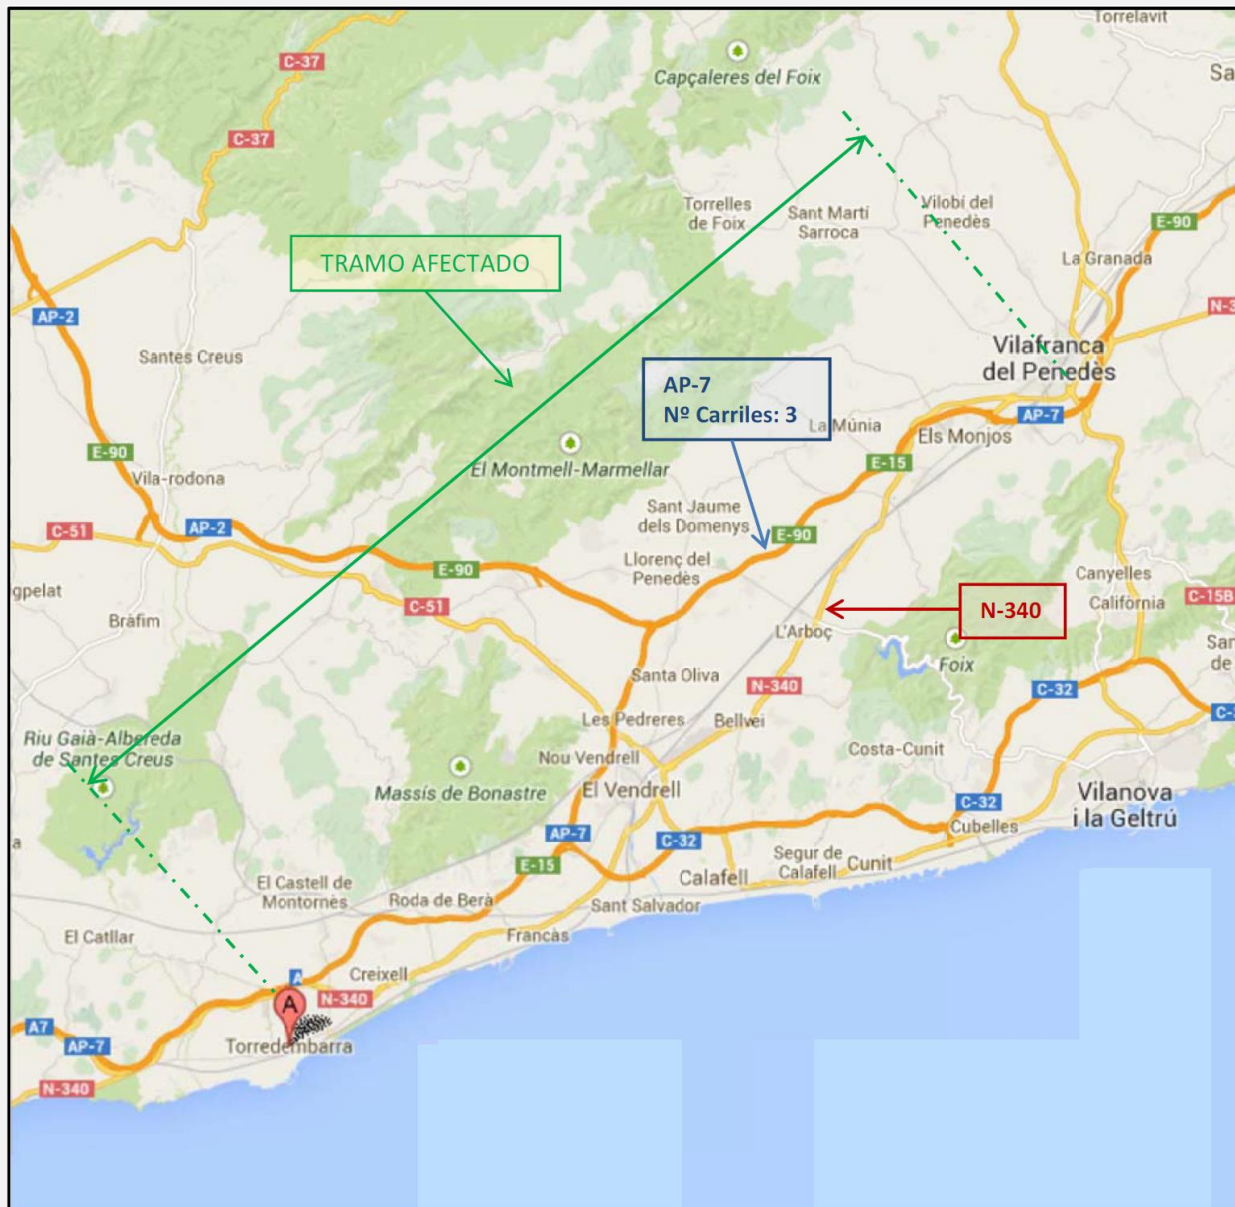 Torrelavit
C-37
Capçaleres del Foix
Sa
C-37
Torrelles
de Foix
Sant Martí
Sarroca
Vilobí del
Penedès
E-90
TRAMO AFECTADO
La Granada
AP-2
N-3
Santes Creus
Vilafranca
del Penedès
AP-7
Nº Carriles: 3
AP-7
La Múnia
Els Monjos
E-90
El Montmell-Marmellar
E-15
Vila-rodona
Sant Jaume
dels Domenys
C-51
AP-2
E-90
Llorenç del
Penedès
E-90
Canyelles
gpelat
C-51
N-340
Califòrnia
C-15B
Bràfim
L'Arboç
Foix
San
de
Santa Oliva
N-340
C-32
Les Pedreres
Bellvei
C-3
Riu Gaià-Albereda
de Santes Creus
Nou Vendrell
Costa-Cunit
Massís de Bonastre
El Vendrell
C-32
Vilanova
i la Geltrú
AP-7
C-32
Cubelles
a
E-15
Segur de
Calafell
Cunit
El Castell de
Montornès
Calafell
Roda de Berà
Sant Salvador
El Catllar
Francàs
Creixell
A
A
N-340
A7
AP-7
Torredembarra
N-340